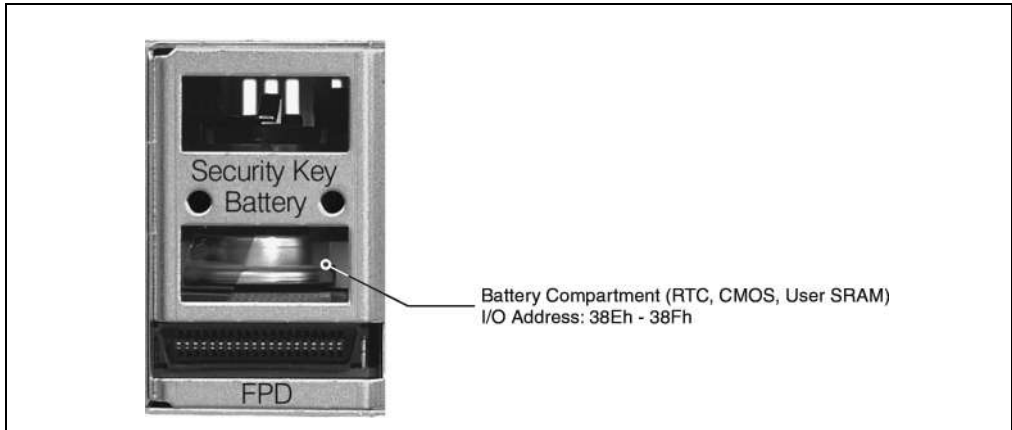 Security Key
Battery
Battery Compartment (RTC, CMOS, User SRAM)
I/O Address: 38Eh - 38Fh
FPD